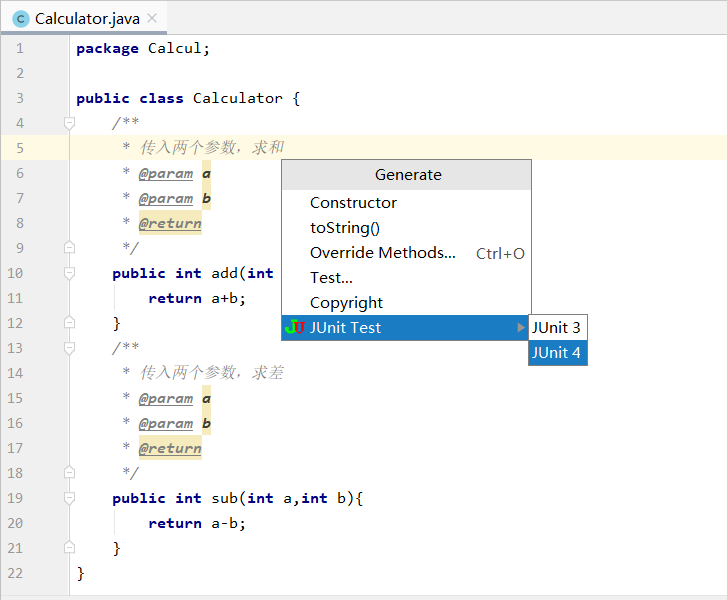 Calculator.java
1 package Calcul;
2
3 public class Calculator {
4 /**
5 * 传入两个参数，求和
6 * @param a
7 * @param b
8 * @return
9 */
10 public int add(int
11 return a+b;
12 }
13 /**
14 * 传入两个参数，求差
15 * @param a
16 * @param b
17 * @return
18 */
19 public int sub(int a,int b){
20 return a-b;
21 }
22 }
Generate
Constructor
toString()
Override Methods... Ctrl+O
Test...
Copyright
JUnit Test
JUnit 3
JUnit 4